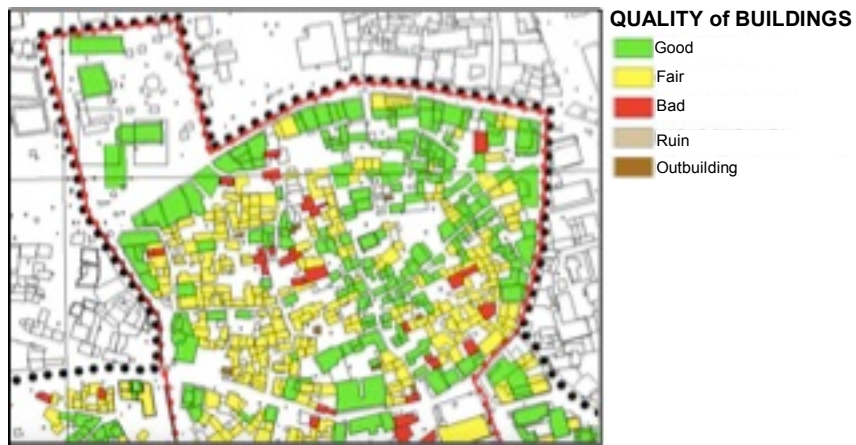 QUALITY of BUILDINGS
Good
Fair
Bad
Ruin
Outbuilding